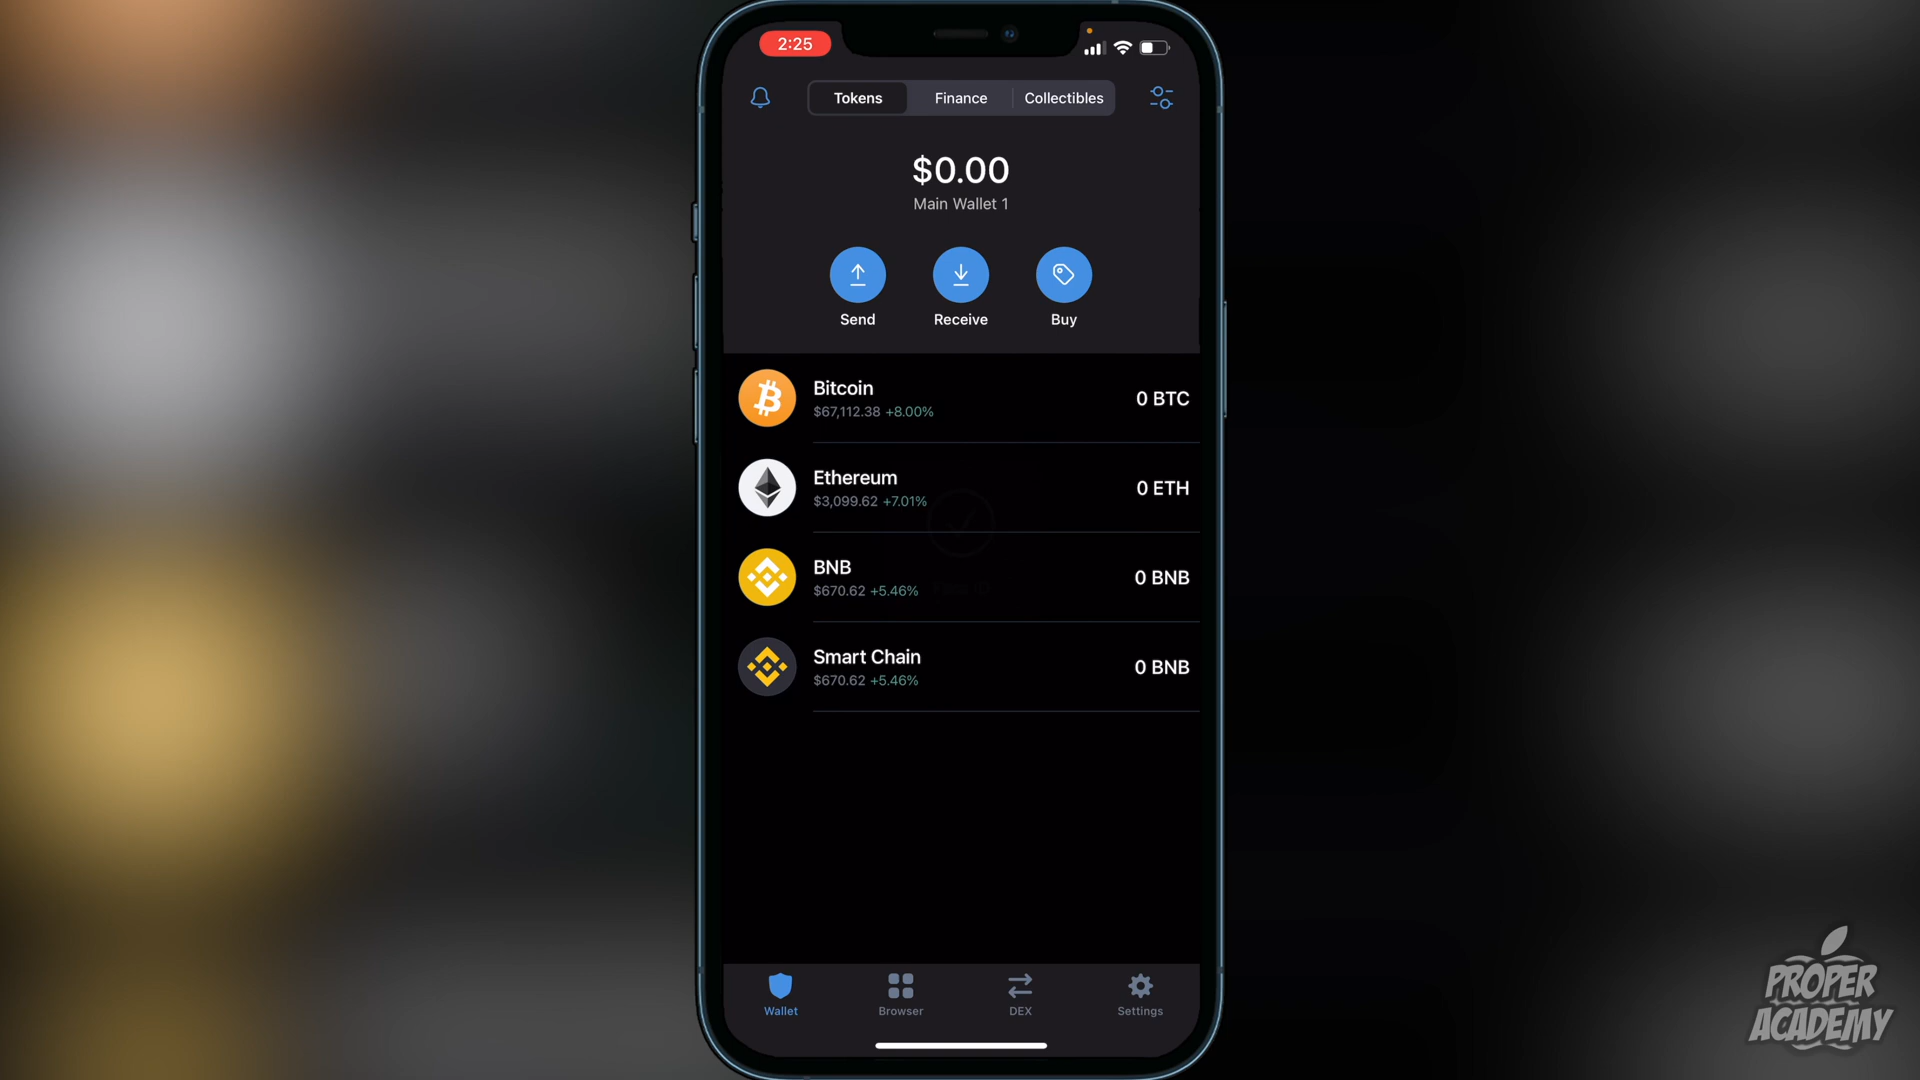 2:25
Tokens
Finance
Collectibles
$0.00
Main Wallet 1
Send
Receive
Buy
Bitcoin
$67,112.38 +8.00%
0 BTC
Ethereum
$3,099.62 +7.01%
0 ETH
BNB
$670.62 +5.46%
0 BNB
Smart Chain
$670.62 +5.46%
0 BNB
Wallet
Browser
DEX
Settings
PROPER
ACADEMY